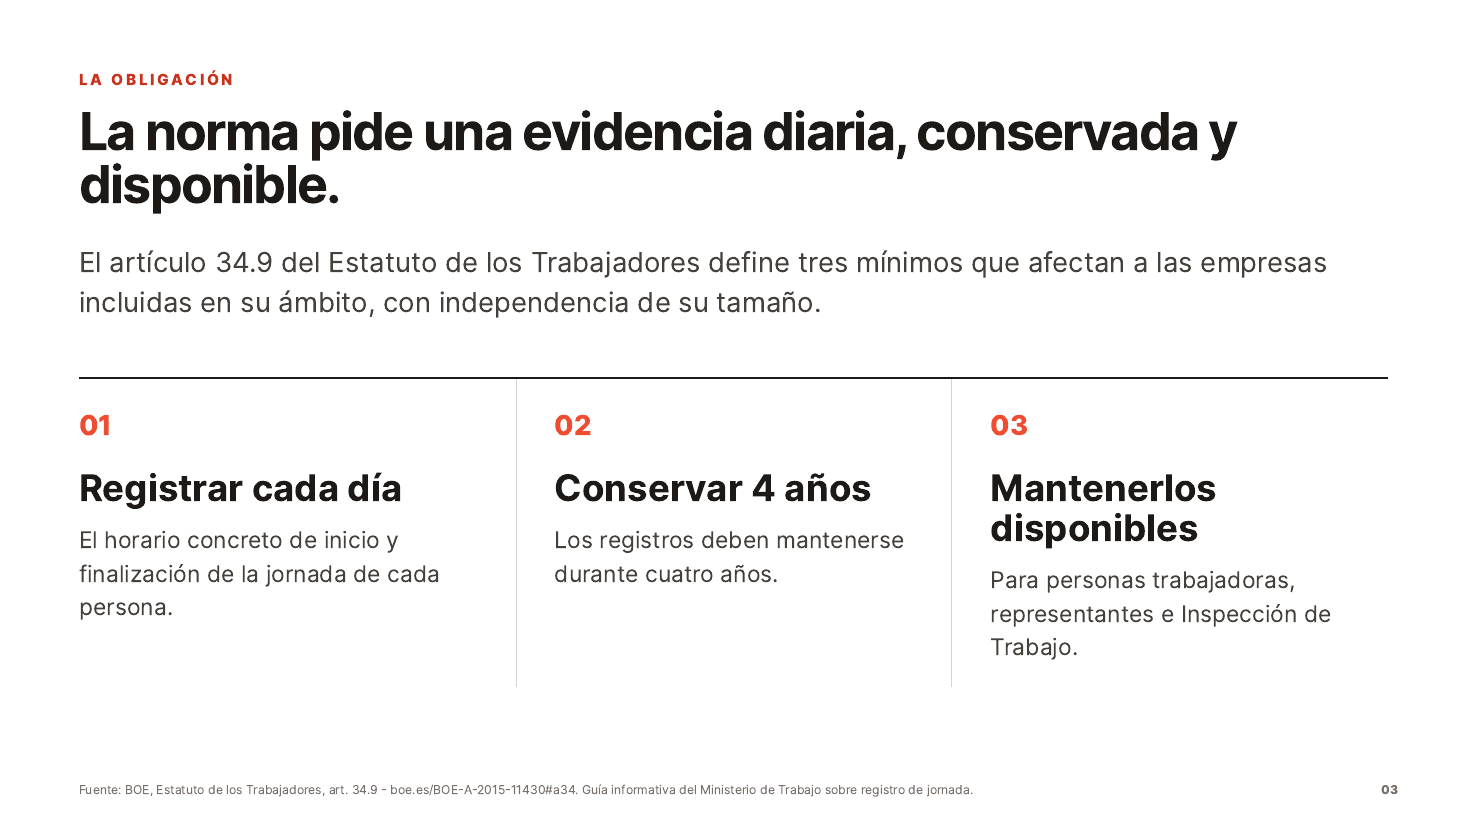 LA OBLIGACIÓN
La norma pide una evidencia diaria, conservada y
disponible.
El artículo 34.9 del Estatuto de los Trabajadores define tres mínimos que afectan a las empresas
incluidas en su ámbito, con independencia de su tamaño.
01
Registrar cada día
El horario concreto de inicio y
finalización de la jornada de cada
persona.
02
Conservar 4 años
Los registros deben mantenerse
durante cuatro años.
03
Mantenerlos
disponibles
Para personas trabajadoras,
representantes e Inspección de
Trabajo.
Fuente: BOE, Estatuto de los Trabajadores, art. 34.9 - boe.es/BOE-A-2015-11430#a34. Guía informativa del Ministerio de Trabajo sobre registro de jornada.
03